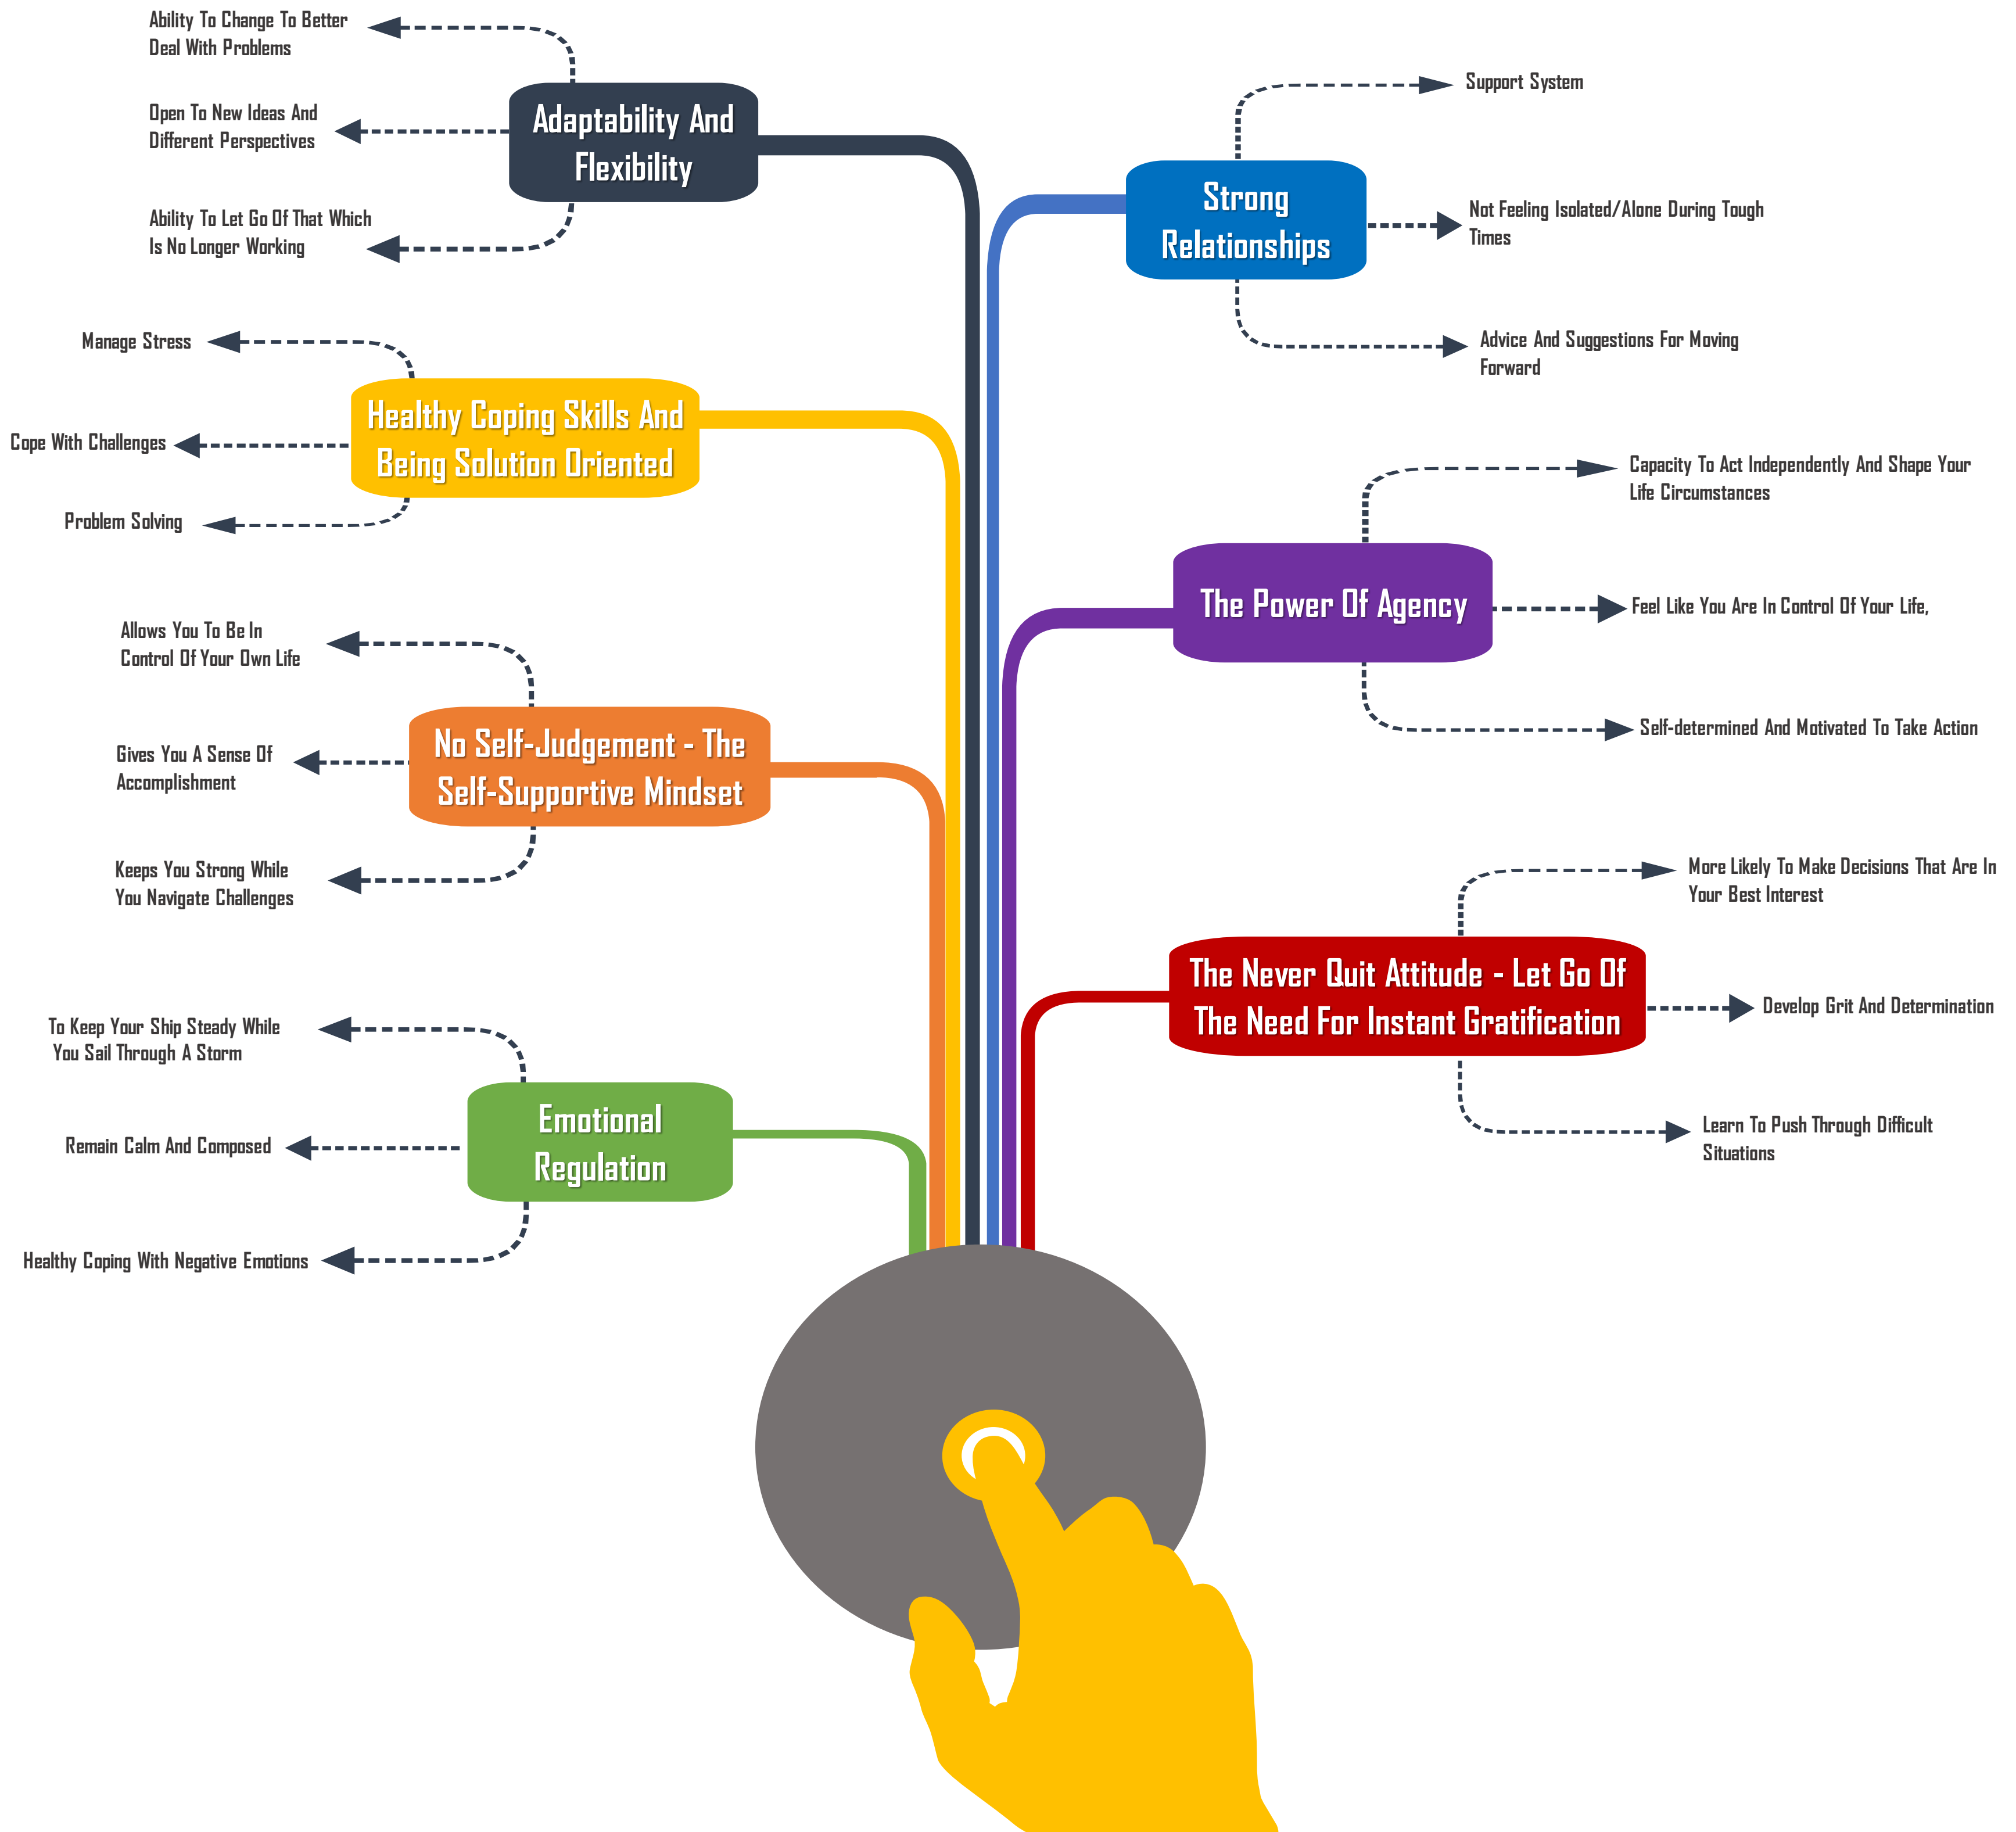 Ability To Change To Better
Deal With Problems
Open To New Ideas And
Different Perspectives
Ability To Let Go Of That Which
Is No Longer Working
Adaptability And
Flexibility
Manage Stress
Cope With Challenges
Problem Solving
Healthy Coping Skills And
Being Solution Oriented
Allows You To Be In
Control Of Your Own Life
Gives You A Sense Of
Accomplishment
Keeps You Strong While
You Navigate Challenges
No Self-Judgement - The
Self-Supportive Mindset
To Keep Your Ship Steady While
You Sail Through A Storm
Remain Calm And Composed
Healthy Coping With Negative Emotions
Emotional
Regulation
Strong
Relationships
Support System
Not Feeling Isolated/Alone During Tough
Times
Advice And Suggestions For Moving
Forward
The Power Of Agency
Capacity To Act Independently And Shape Your
Life Circumstances
Feel Like You Are In Control Of Your Life,
Self-determined And Motivated To Take Action
The Never Quit Attitude - Let Go Of
The Need For Instant Gratification
More Likely To Make Decisions That Are In
Your Best Interest
Develop Grit And Determination
Learn To Push Through Difficult
Situations